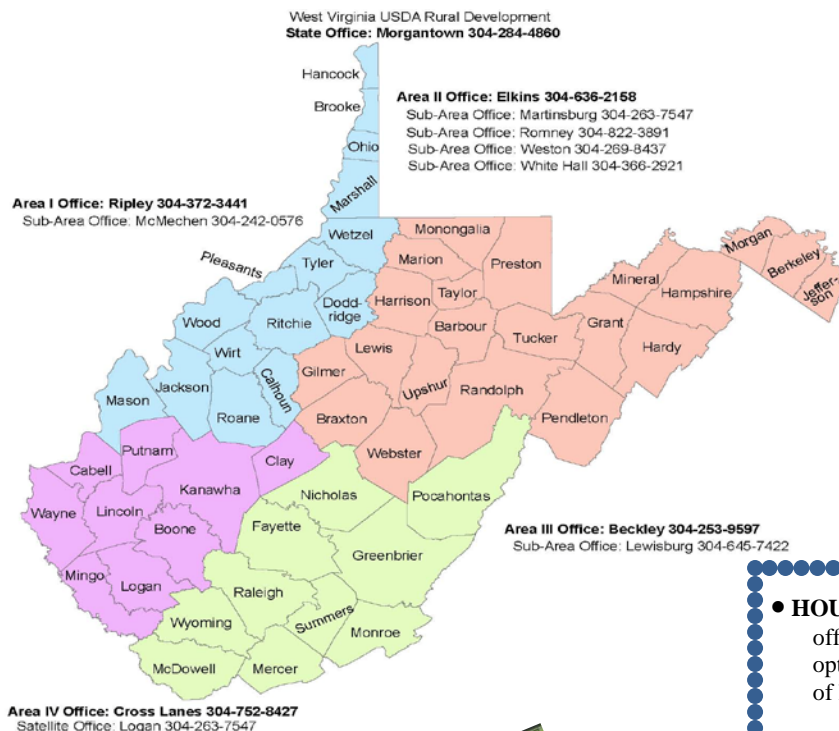 West Virginia USDA Rural Development
State Office: Morgantown 304-284-4860
Hancock
Brooke
Ohio
Marshall
Area II Office: Elkins 304-636-2158
Sub-Area Office: Martinsburg 304-263-7547
Sub-Area Office: Romney 304-822-3891
Sub-Area Office: Weston 304-269-8437
Sub-Area Office: White Hall 304-366-2921
Area I Office: Ripley 304-372-3441
Sub-Area Office: McMechen 304-242-0576
Wetzel
Monongalia
Pleasants
Tyler
Marion
Preston
Morgan
Berkeley
Jeffer-
son
Mineral
Hampshire
Wood
Ritchie
Dodd-
ridge
Harrison
Taylor
Barbour
Tucker
Grant
Hardy
Wirt
Lewis
Gilmer
Upshur
Randolph
Mason
Jackson
Roane
Calhoun
Braxton
Webster
Pendleton
Putnam
Clay
Cabell
Kanawha
Nicholas
Pocahontas
Wayne
Lincoln
Boone
Fayette
Greenbrier
Area III Office: Beckley 304-253-9597
Sub-Area Office: Lewisburg 304-645-7422
Mingo
Logan
Raleigh
Summers
Wyoming
Monroe
McDowell
Mercer
Area IV Office: Cross Lanes 304-752-8427
Satellite Office: Logan 304-263-7547
• HOU
off
opt
of